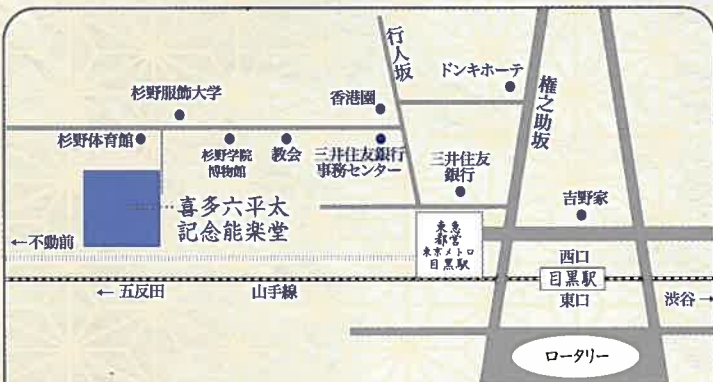 行人坂
ドンキホーテ
権之助坂
杉野服飾大学
香港園
杉野体育館
杉野学院
博物館
教会
三井住友銀行
事務センター
三井住友
銀行
吉野家
喜多六平太
記念能楽堂
←不動前
東急
都営
東京メトロ
目黒駅
西口
目黒駅
東口
← 五反田
山手線
渋谷→
ロータリー